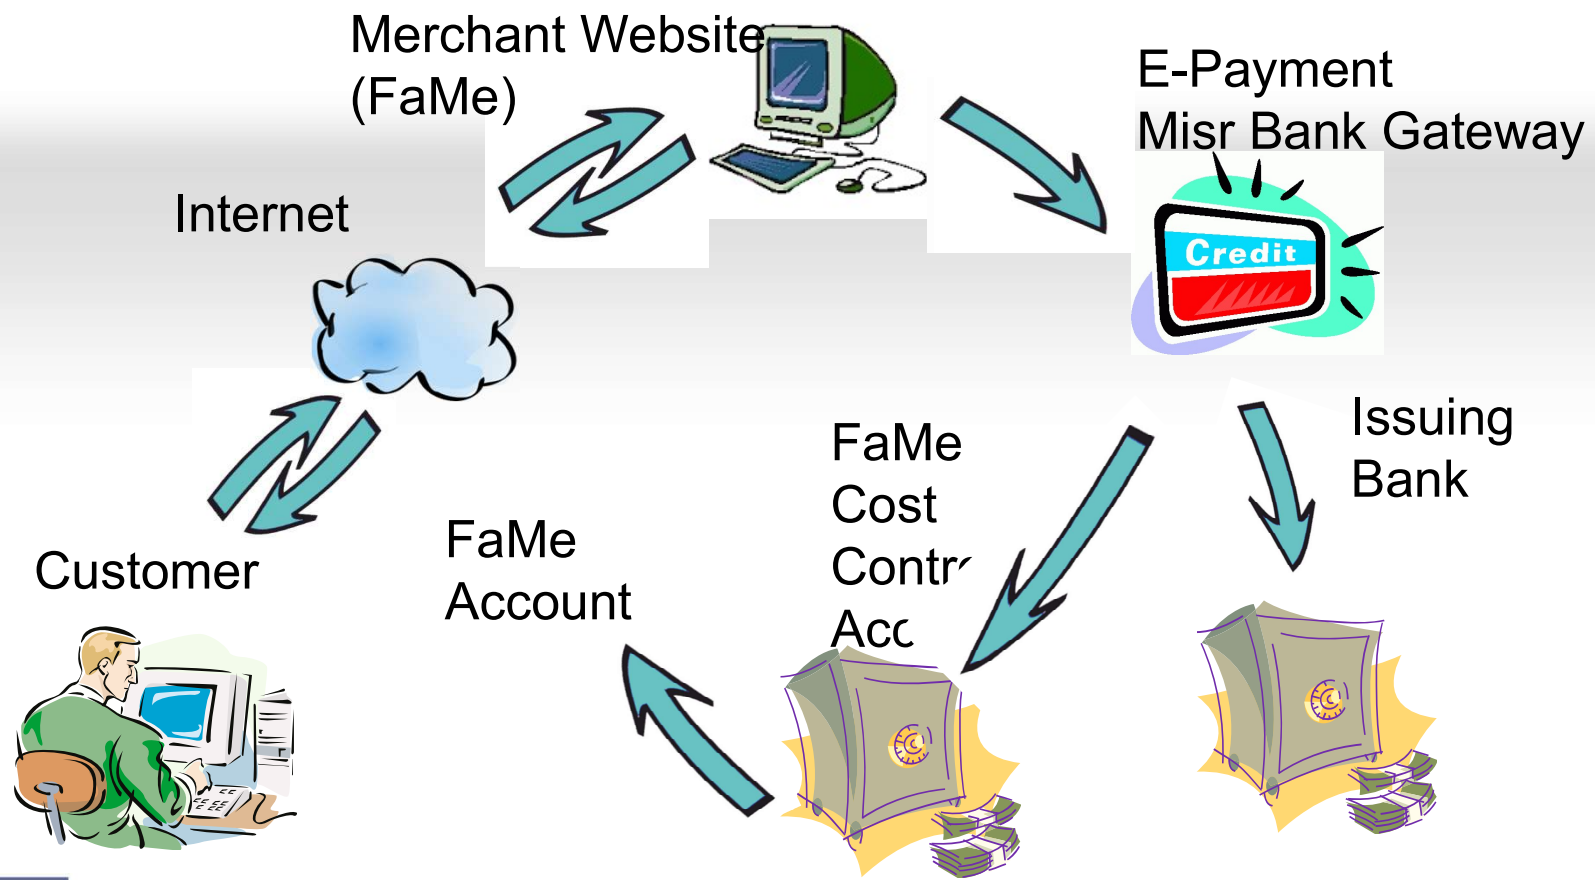 Merchant Website
(FaMe)
E-Payment
Misr Bank Gateway
Internet
Credit
Issuing
Bank
FaMe
Cost
FaMe
Account
Customer